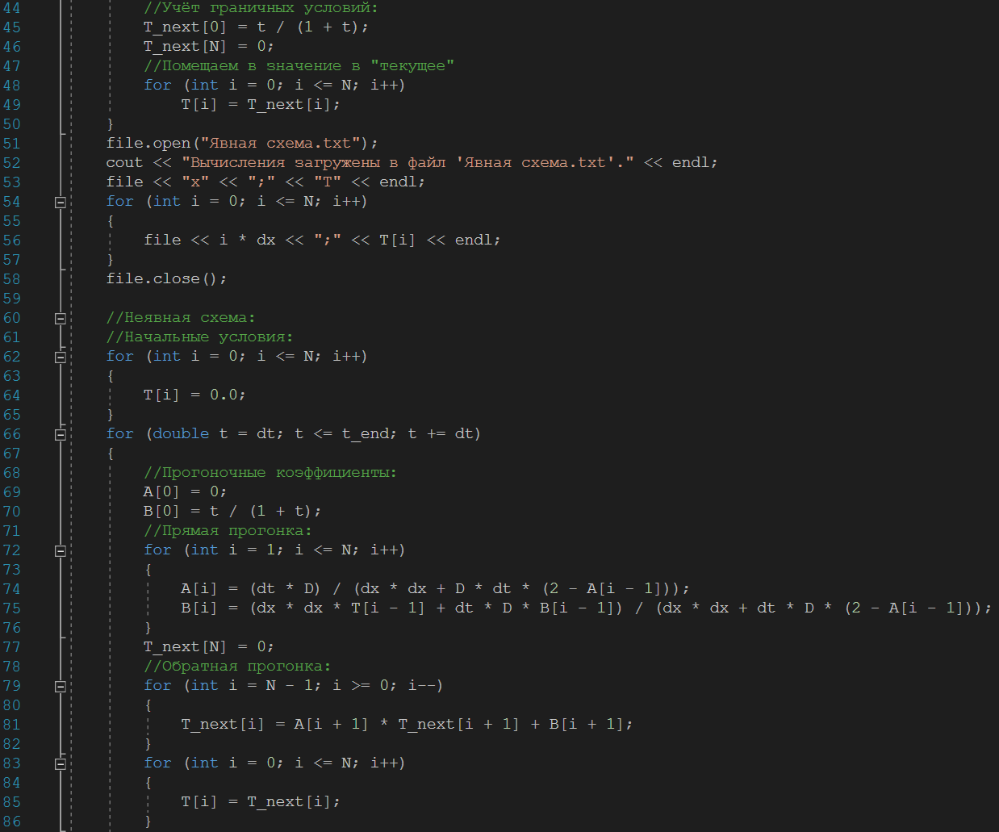 44 //Учёт граничных условий:
45 T_next[0] = t / (1 + t);
46 T_next[N] = 0;
47 //Помещаем в значение в "текущее"
48 for (int i = 0; i <= N; i++)
49 T[i] = T_next[i];
50 }
51 file.open("Явная схема.txt");
52 cout << "Вычисления загружены в файл 'Явная схема.txt'." << endl;
53 file << "x" << ";" << "T" << endl;
54 for (int i = 0; i <= N; i++)
55 {
56 file << i * dx << ";" << T[i] << endl;
57 }
58 file.close();
59
60 //Неявная схема:
61 //Начальные условия:
62 for (int i = 0; i <= N; i++)
63 {
64 T[i] = 0.0;
65 }
66 for (double t = dt; t <= t_end; t += dt)
67 {
68 //Прогоночные коэффициенты:
69 A[0] = 0;
70 B[0] = t / (1 + t);
71 //Прямая прогонка:
72 for (int i = 1; i <= N; i++)
73 {
74 A[i] = (dt * D) / (dx * dx + D * dt * (2 - A[i - 1]));
75 B[i] = (dx * dx * T[i - 1] + dt * D * B[i - 1]) / (dx * dx + dt * D * (2 - A[i - 1]));
76 }
77 T_next[N] = 0;
78 //Обратная прогонка:
79 for (int i = N - 1; i >= 0; i--)
80 {
81 T_next[i] = A[i + 1] * T_next[i + 1] + B[i + 1];
82 }
83 for (int i = 0; i <= N; i++)
84 {
85 T[i] = T_next[i];
86 }